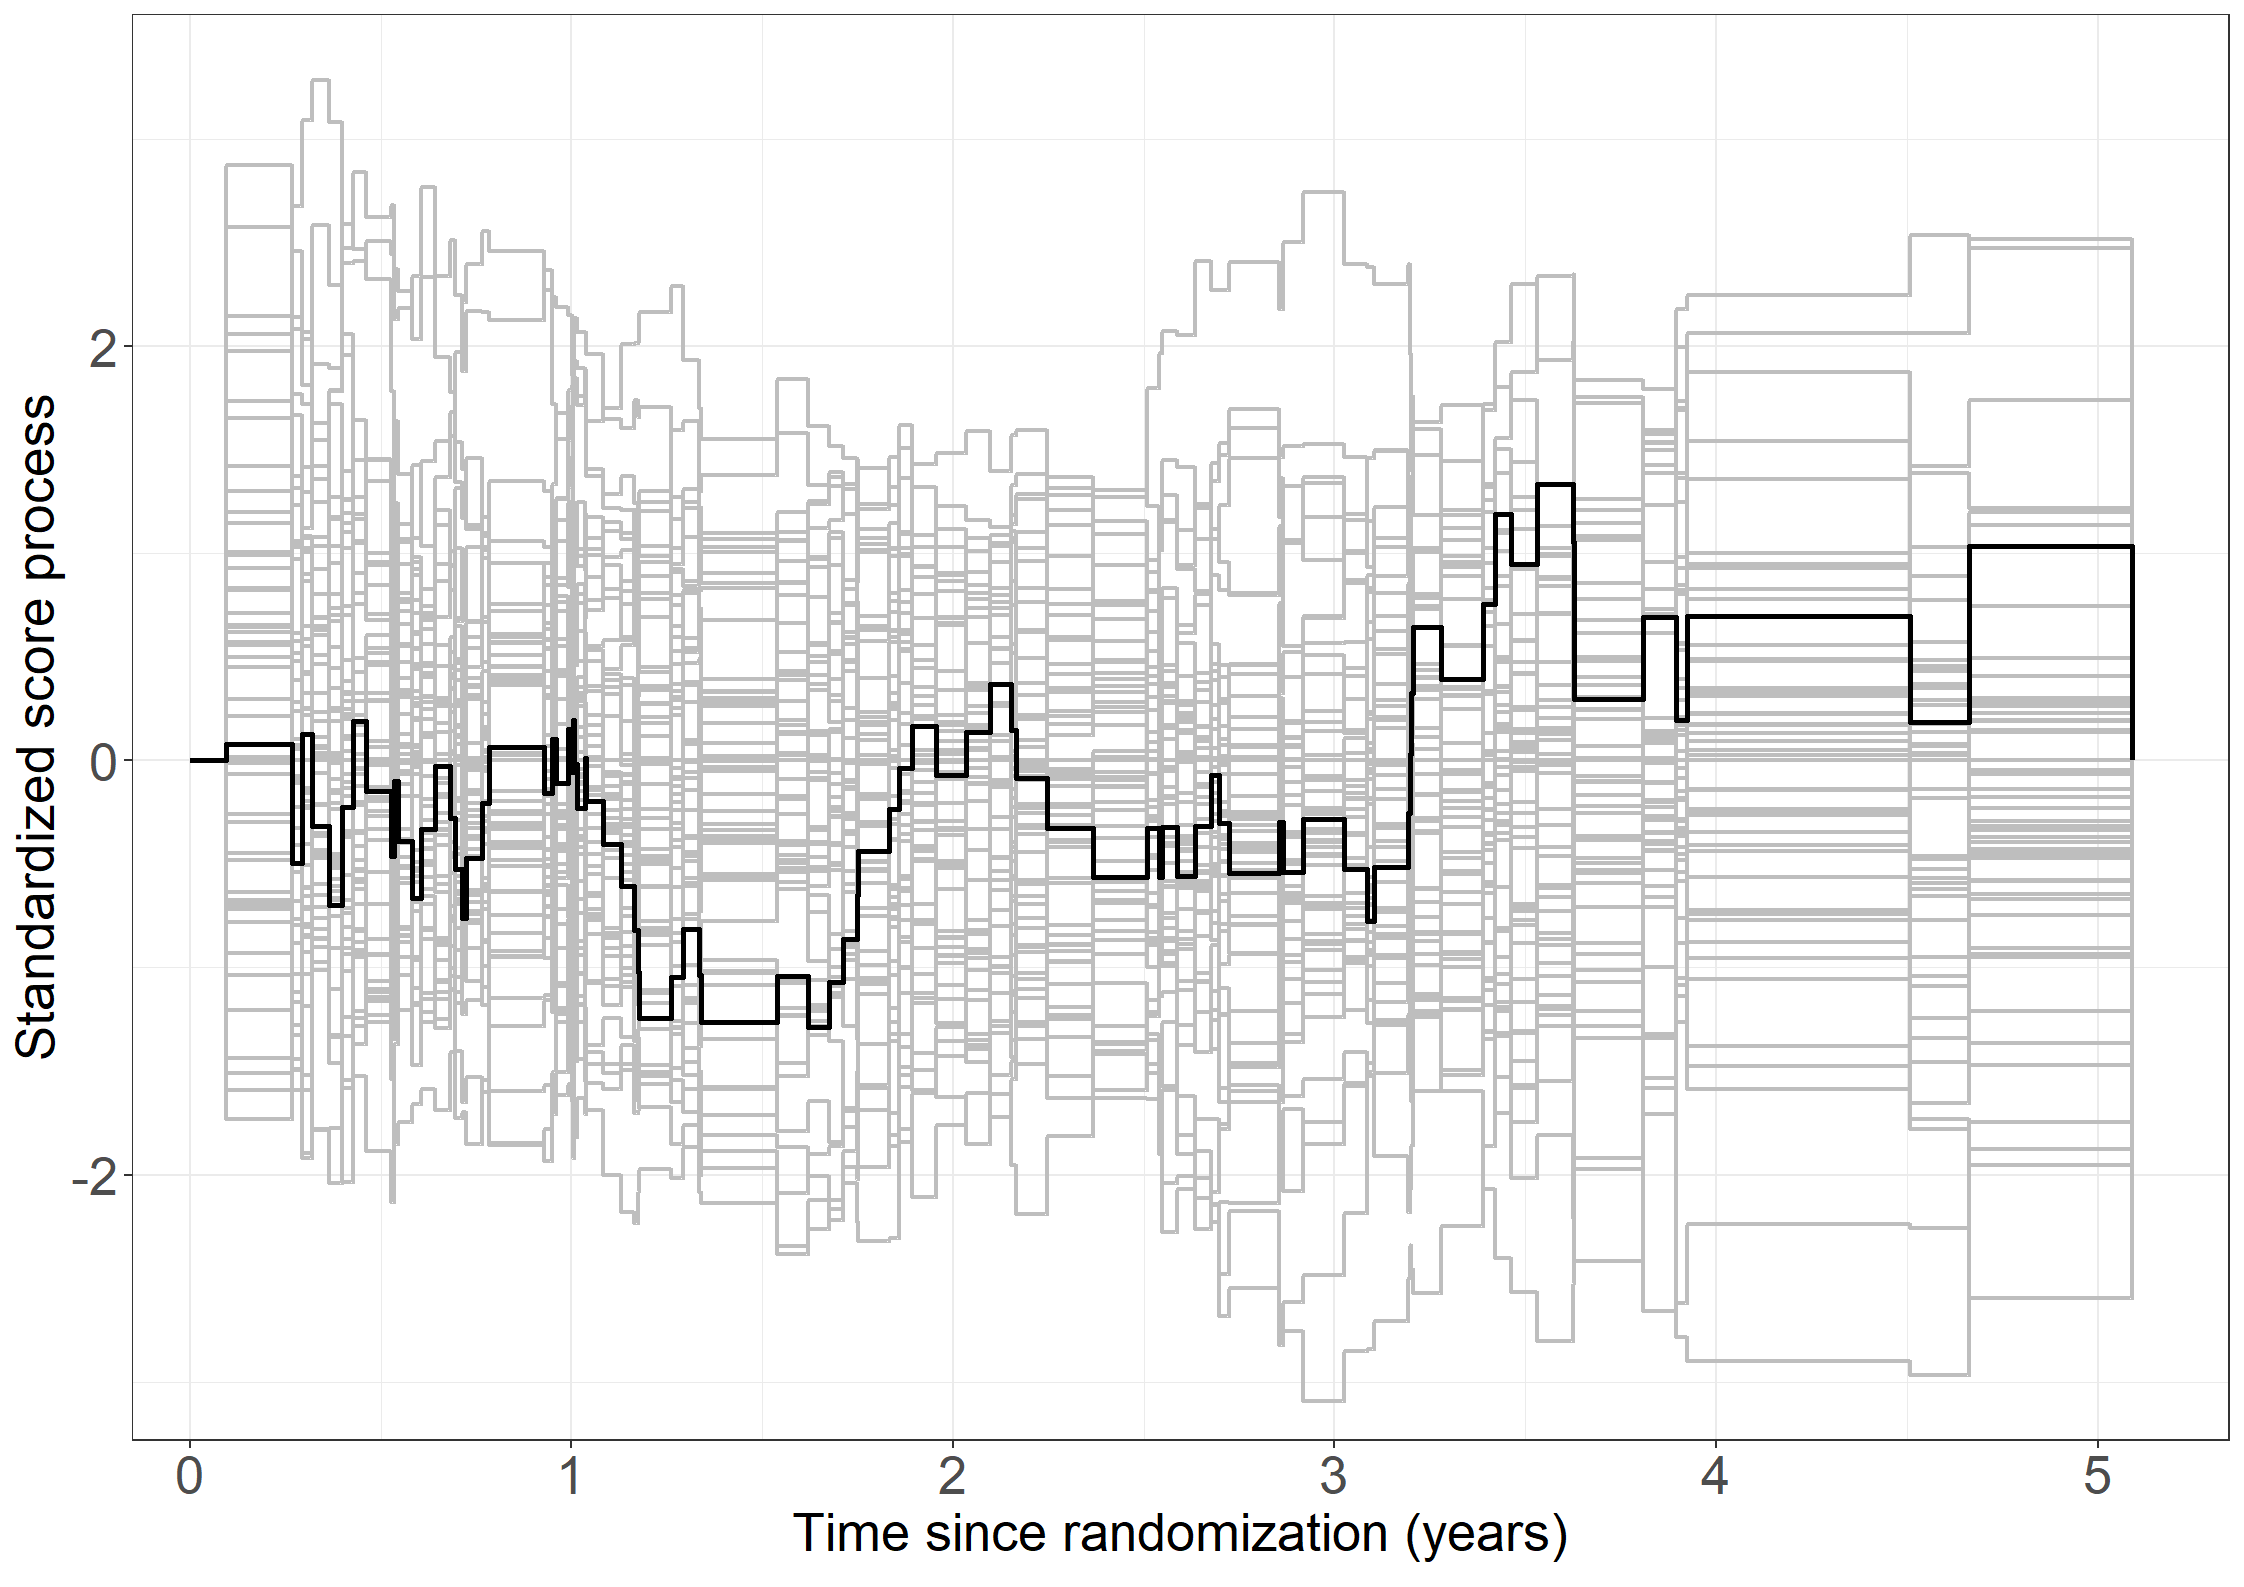 Standardized score process
2
0
-2
0 1 2 3 4 5
Time since randomization (years)